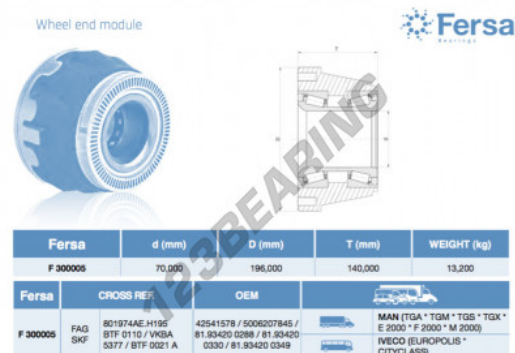 Wheel end module
Fersa
Bearings
T
D
d
123BEARING
Fersa d (mm) D (mm) T (mm) WEIGHT (kg)
F 300005 70,000 196,000 140,000 13,200
Fersa CROSS REF. OEM
F 300005
FAG
SKF
801974AE.H195
BTF 0110 / VKBA
5377 / BTF 0021 A
42541578 / 5006207845 /
81.93420 0288 / 81.93420
0330 / 81.93420 0349
MAN (TGA * TGM * TGS * TGX *
E 2000 * F 2000 * M 2000)
IVECO (EUROPOLIS *
CITYCLASS)